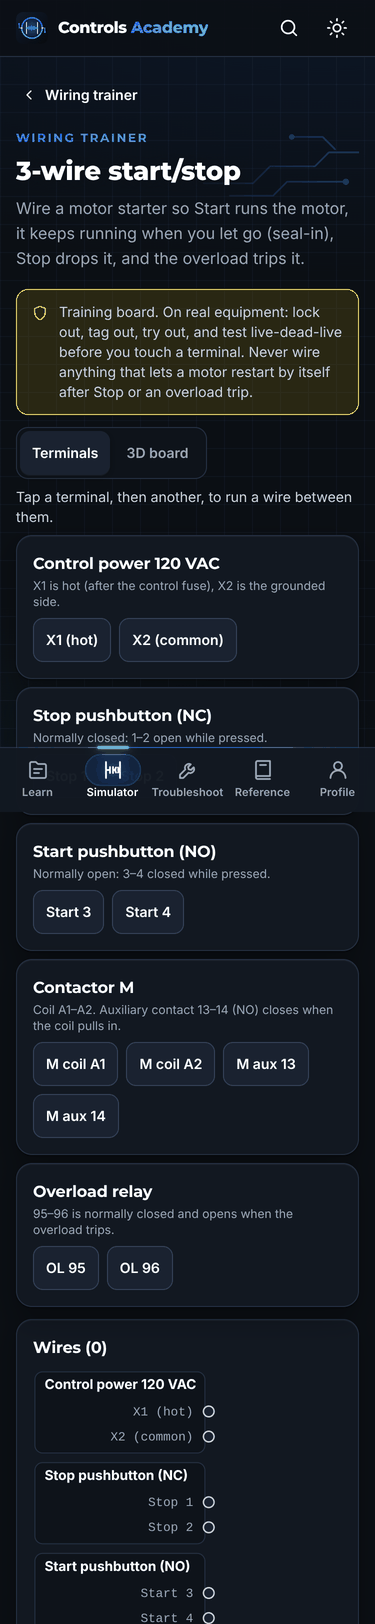 Controls Academy
Wiring trainer
WIRING TRAINER
3-wire start/stop
Wire a motor starter so Start runs the motor,
it keeps running when you let go (seal-in),
Stop drops it, and the overload trips it.
Training board. On real equipment: lock
out, tag out, try out, and test live-dead-live
before you touch a terminal. Never wire
anything that lets a motor restart by itself
after Stop or an overload trip.
Terminals
3D board
Tap a terminal, then another, to run a wire between
them.
Control power 120 VAC
X1 is hot (after the control fuse), X2 is the grounded
side.
X1 (hot)
X2 (common)
Stop pushbutton (NC)
Normally closed: 1–2 open while pressed.
Learn
Simulator
Troubleshoot
Reference
Profile
Start pushbutton (NO)
Normally open: 3–4 closed while pressed.
Start 3
Start 4
Contactor M
Coil A1–A2. Auxiliary contact 13–14 (NO) closes when
the coil pulls in.
M coil A1
M coil A2
M aux 13
M aux 14
Overload relay
95–96 is normally closed and opens when the
overload trips.
OL 95
OL 96
Wires (0)
Control power 120 VAC
X1 (hot)
X2 (common)
Stop pushbutton (NC)
Stop 1
Stop 2
Start pushbutton (NO)
Start 3
Start 4